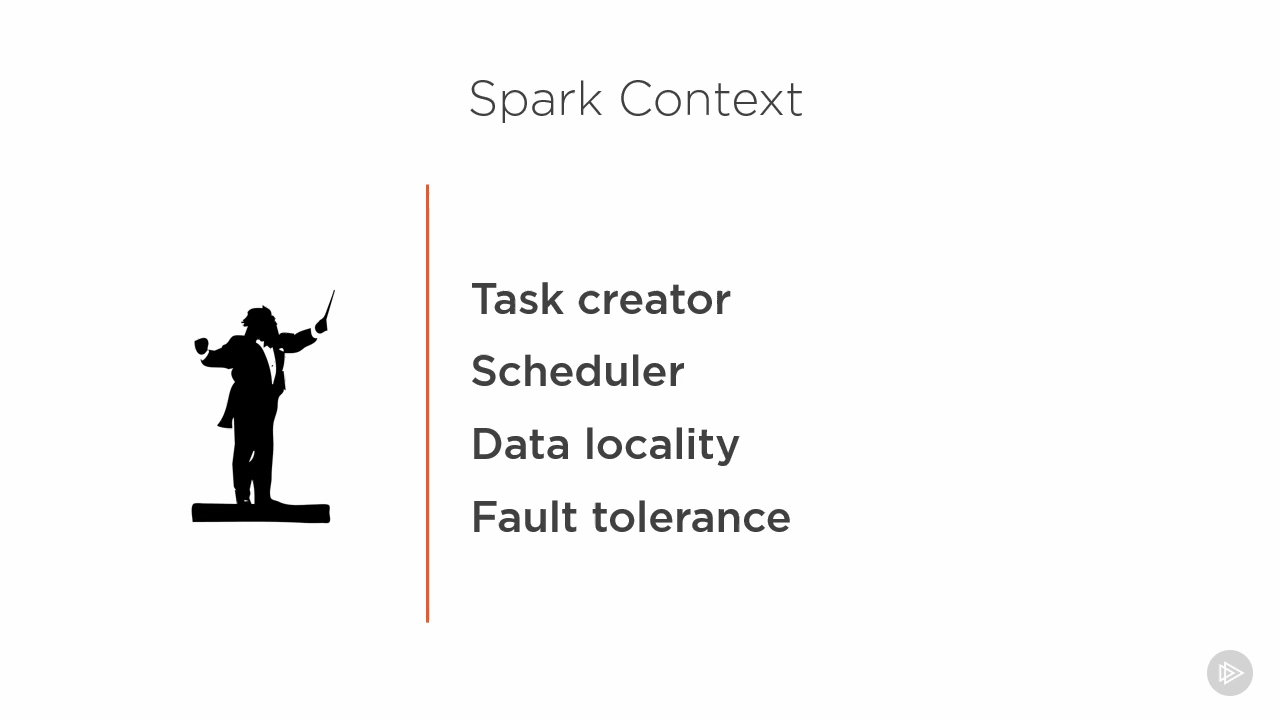 Spark Context
Task creator
Scheduler
Data locality
Fault tolerance